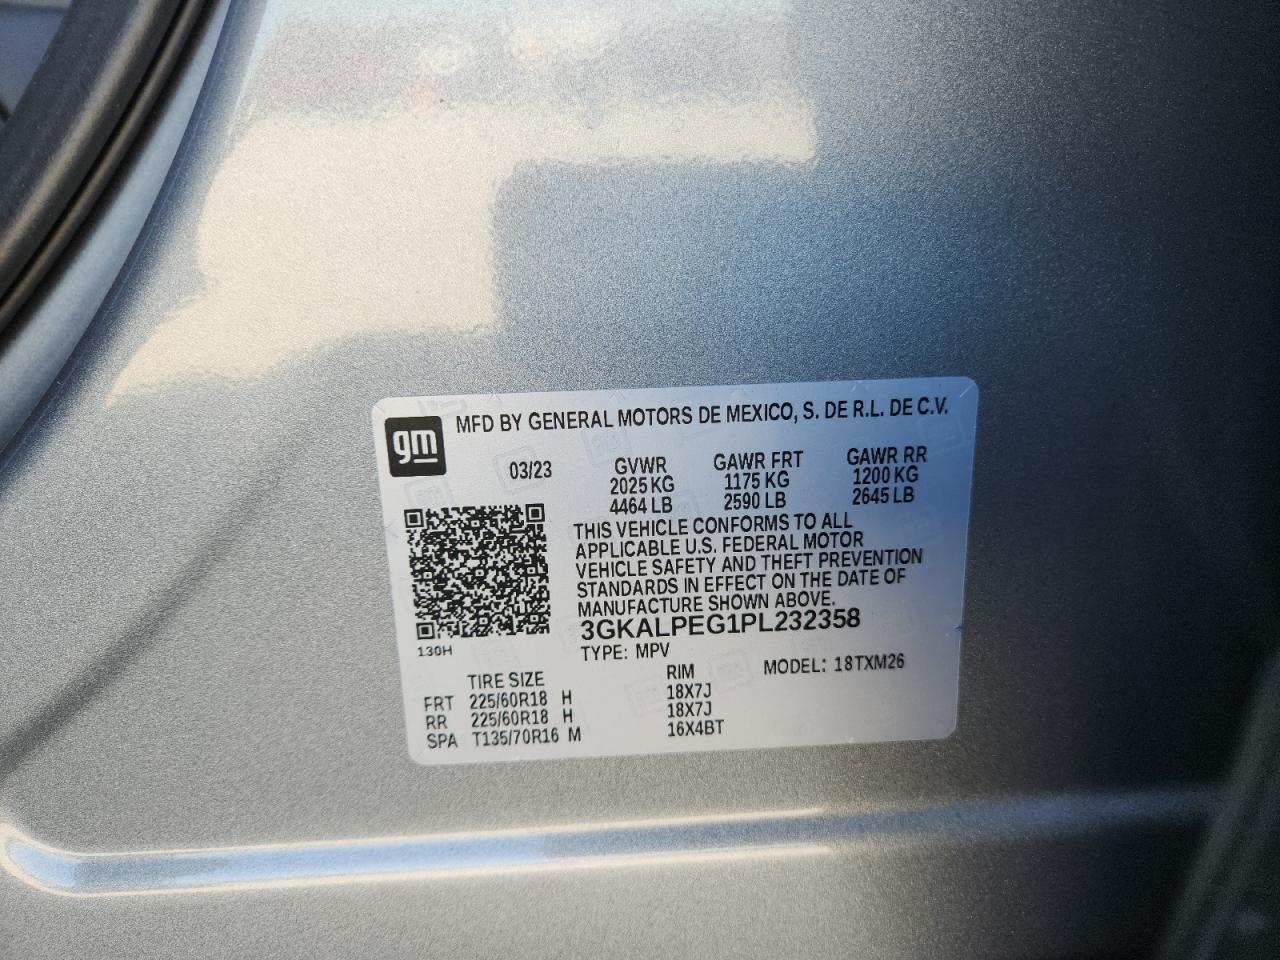 gm
MFD BY GENERAL MOTORS DE MEXICO, S. DE R.L. DE C.V.
03/23 GVWR GAWR FRT GAWR RR
2025 KG 1175 KG 1200 KG
4464 LB 2590 LB 2645 LB
THIS VEHICLE CONFORMS TO ALL
APPLICABLE U.S. FEDERAL MOTOR
VEHICLE SAFETY AND THEFT PREVENTION
STANDARDS IN EFFECT ON THE DATE OF
MANUFACTURE SHOWN ABOVE.
3GKALPEG1PL232358
130H
TYPE: MPV MODEL: 18TXM26
TIRE SIZE RIM
FRT 225/60R18 H 18X7J
RR 225/60R18 H 18X7J
SPA T135/70R16 M 16X4BT